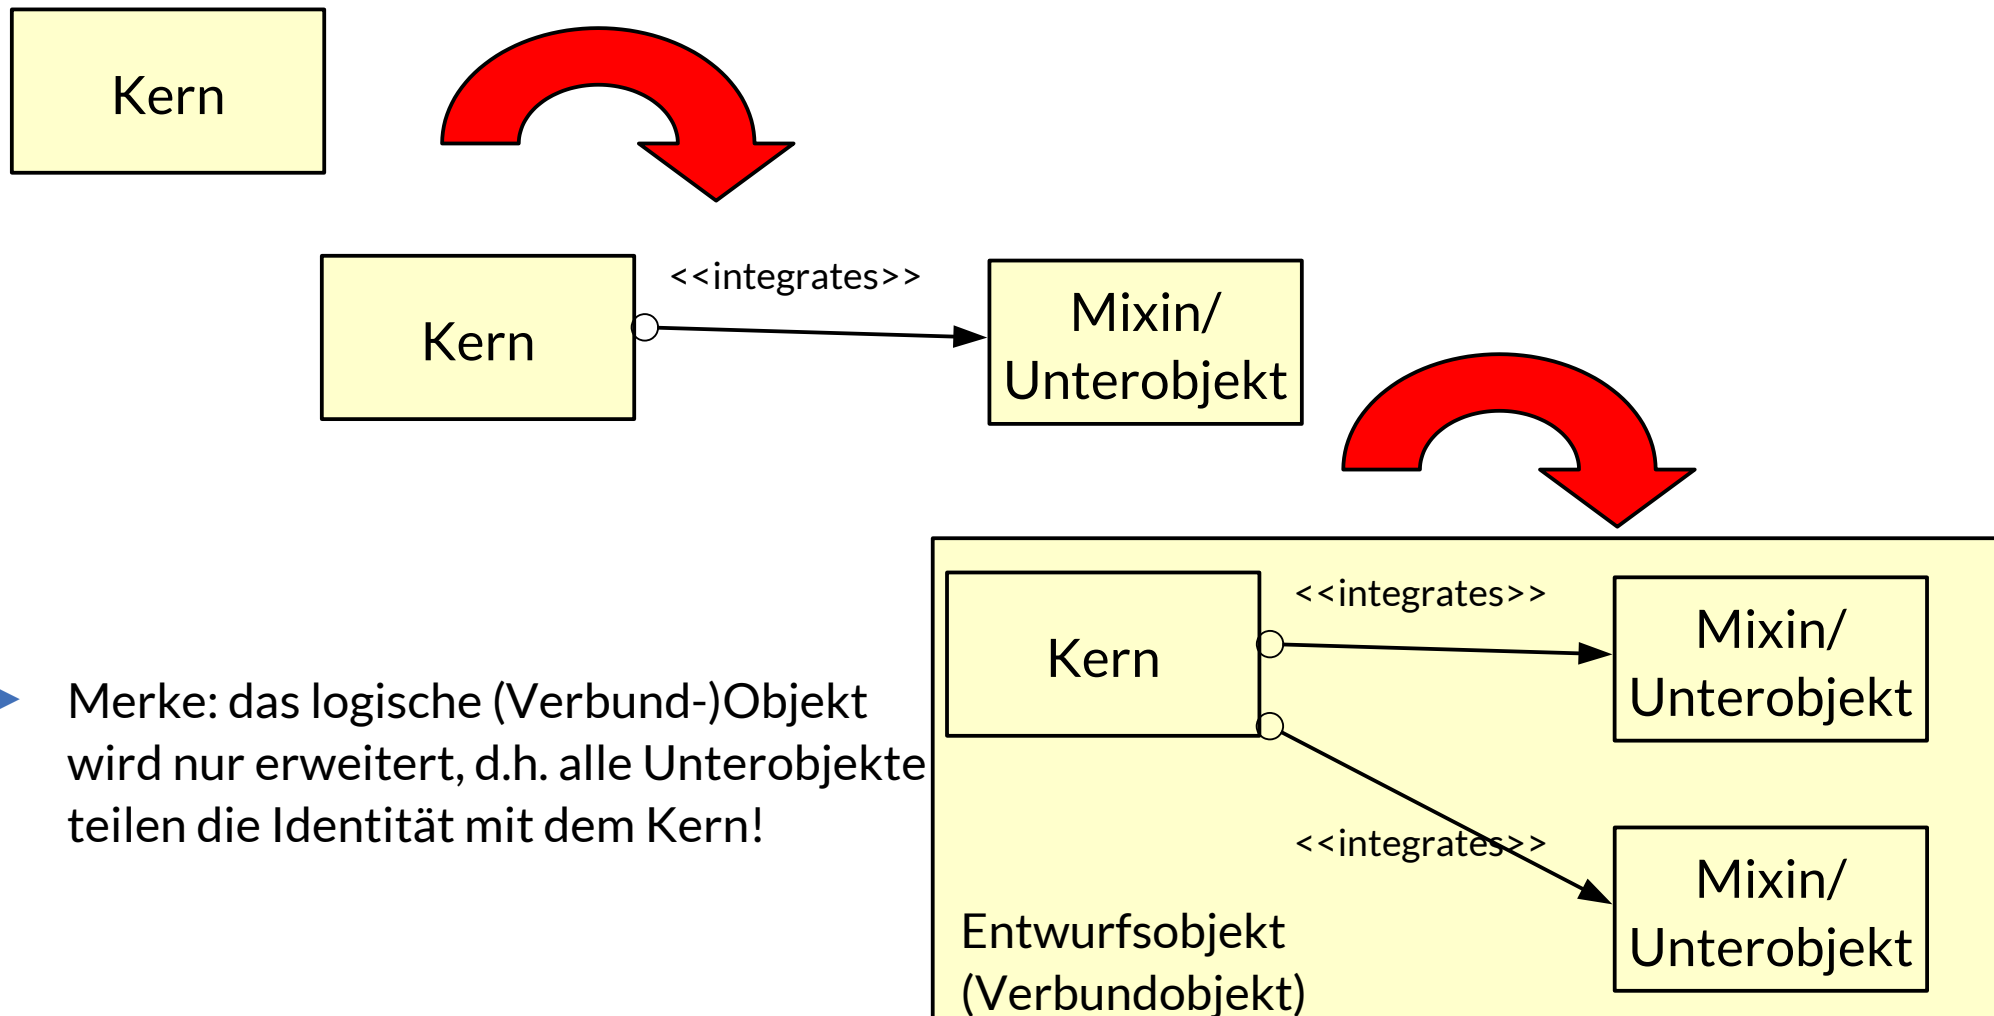 Kern
<<integrates>>
Kern
Mixin/
Unterobjekt
<<integrates>>
Kern
Mixin/
Unterobjekt
Merke: das logische (Verbund-)Objekt
wird nur erweitert, d.h. alle Unterobjekte
teilen die Identität mit dem Kern!
<<integrates>>
Mixin/
Unterobjekt
Entwurfsobjekt
(Verbundobjekt)